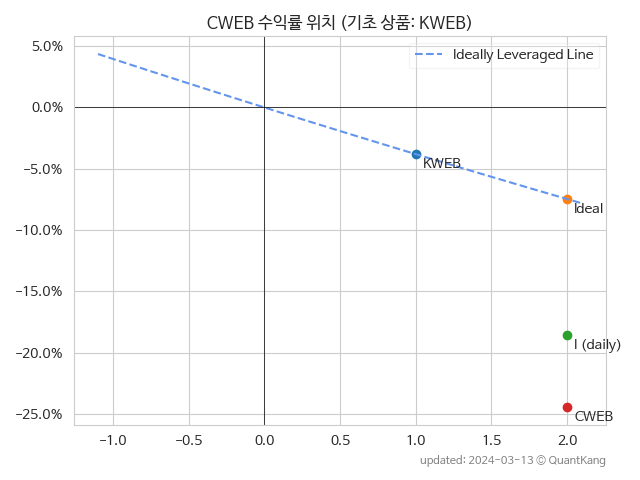 CWEB 수익률 위치 (기초 상품: KWEB)
5.0%
0.0%
−5.0%
−10.0%
−15.0%
−20.0%
−25.0%
Ideally Leveraged Line
KWEB
Ideal
I (daily)
CWEB
−1.0
−0.5
0.0
0.5
1.0
1.5
2.0
updated: 2024-03-13 ⓒ QuantKang